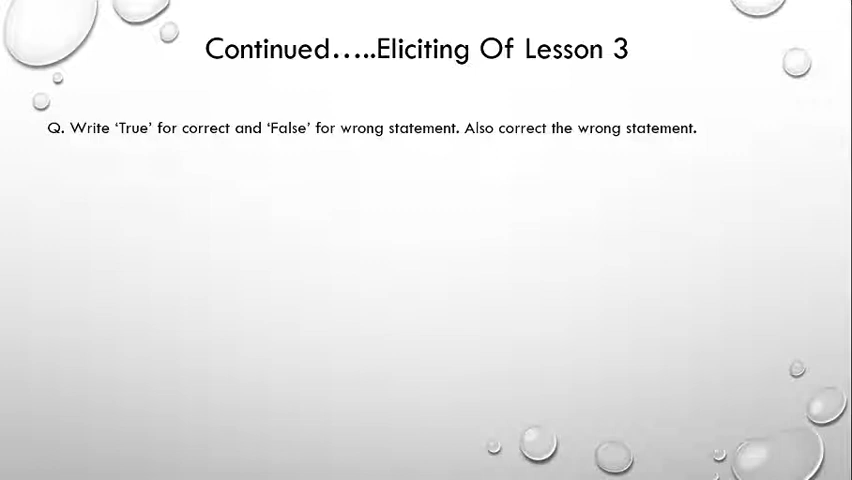 Continued…..Eliciting Of Lesson 3
Q. Write ‘True’ for correct and ‘False’ for wrong statement. Also correct the wrong statement.